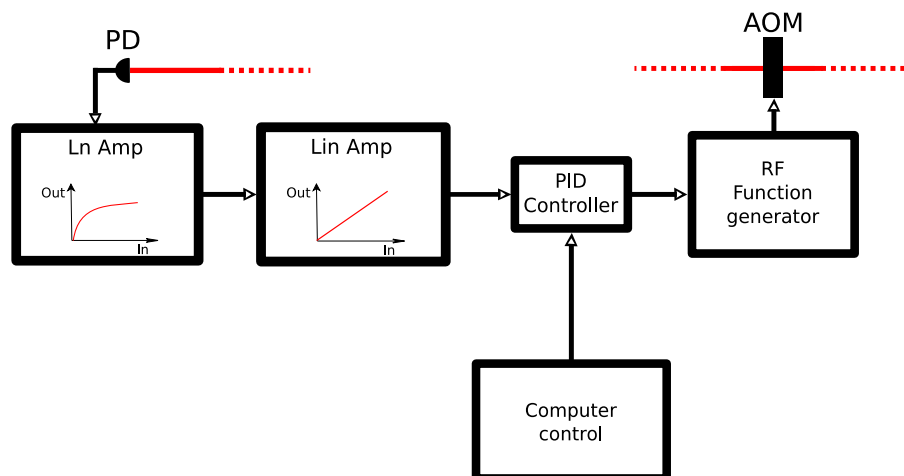 PD
AOM
Ln Amp
Out
In
Lin Amp
Out
In
PID
Controller
RF
Function
generator
Computer
control